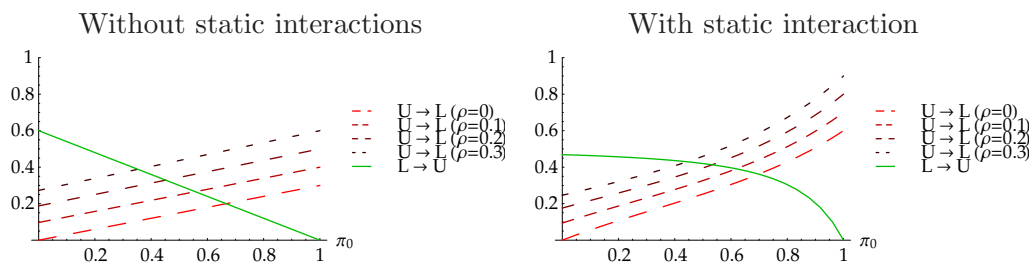 Without static interactions
1
0.8
0.6
0.4
0.2
0.2 0.4 0.6 0.8 1
π₀
U → L (ρ=0)
U → L (ρ=0.1)
U → L (ρ=0.2)
U → L (ρ=0.3)
L → U
With static interaction
1
0.8
0.6
0.4
0.2
0.2 0.4 0.6 0.8 1
π₀
U → L (ρ=0)
U → L (ρ=0.1)
U → L (ρ=0.2)
U → L (ρ=0.3)
L → U